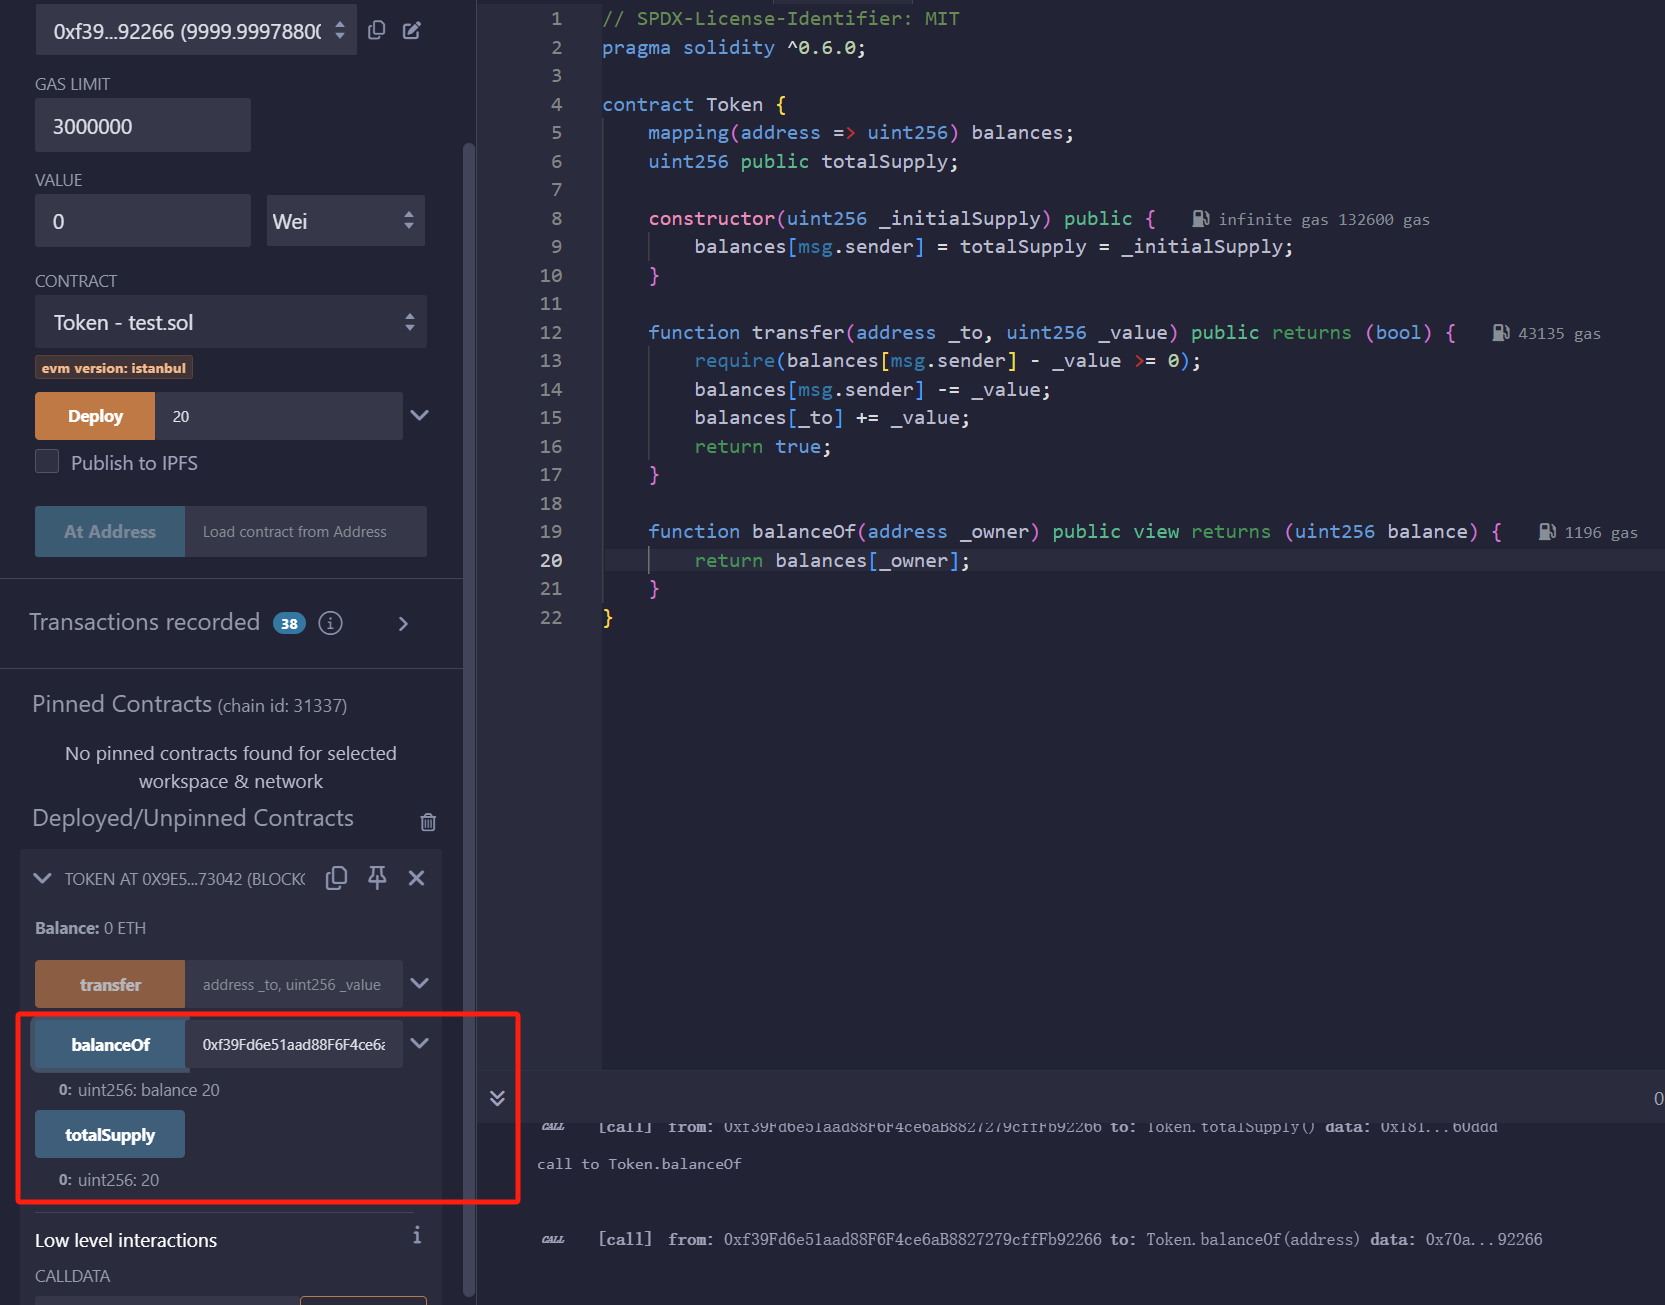 0xf39...92266 (9999.99978800
GAS LIMIT
3000000
VALUE
0
Wei
CONTRACT
Token - test.sol
evm version: istanbul
Deploy
20
Publish to IPFS
At Address
Load contract from Address
Transactions recorded 38 i
Pinned Contracts (chain id: 31337)
No pinned contracts found for selected
workspace & network
Deployed/Unpinned Contracts
TOKEN AT 0X9E5...73042 (BLOCKC
Balance: 0 ETH
transfer
address _to, uint256 _value
balanceOf
0xf39Fd6e51aad88F6F4ce6a
0: uint256: balance 20
totalSupply
0: uint256: 20
Low level interactions
i
CALLDATA
1 // SPDX-License-Identifier: MIT
2 pragma solidity ^0.6.0;
3
4 contract Token {
5 mapping(address => uint256) balances;
6 uint256 public totalSupply;
7
8 constructor(uint256 _initialSupply) public { infinite gas 132600 gas
9 balances[msg.sender] = totalSupply = _initialSupply;
10 }
11
12 function transfer(address _to, uint256 _value) public returns (bool) { 43135 gas
13 require(balances[msg.sender] - _value >= 0);
14 balances[msg.sender] -= _value;
15 balances[_to] += _value;
16 return true;
17 }
18
19 function balanceOf(address _owner) public view returns (uint256 balance) { 1196 gas
20 return balances[_owner];
21 }
22 }
0
CALL [call] from: 0xf39Fd6e51aad88F6F4ce6aB8827279cffFb92266 to: Token.totalSupply() data: 0x181...60ddd
call to Token.balanceOf
CALL [call] from: 0xf39Fd6e51aad88F6F4ce6aB8827279cffFb92266 to: Token.balanceOf(address) data: 0x70a...92266